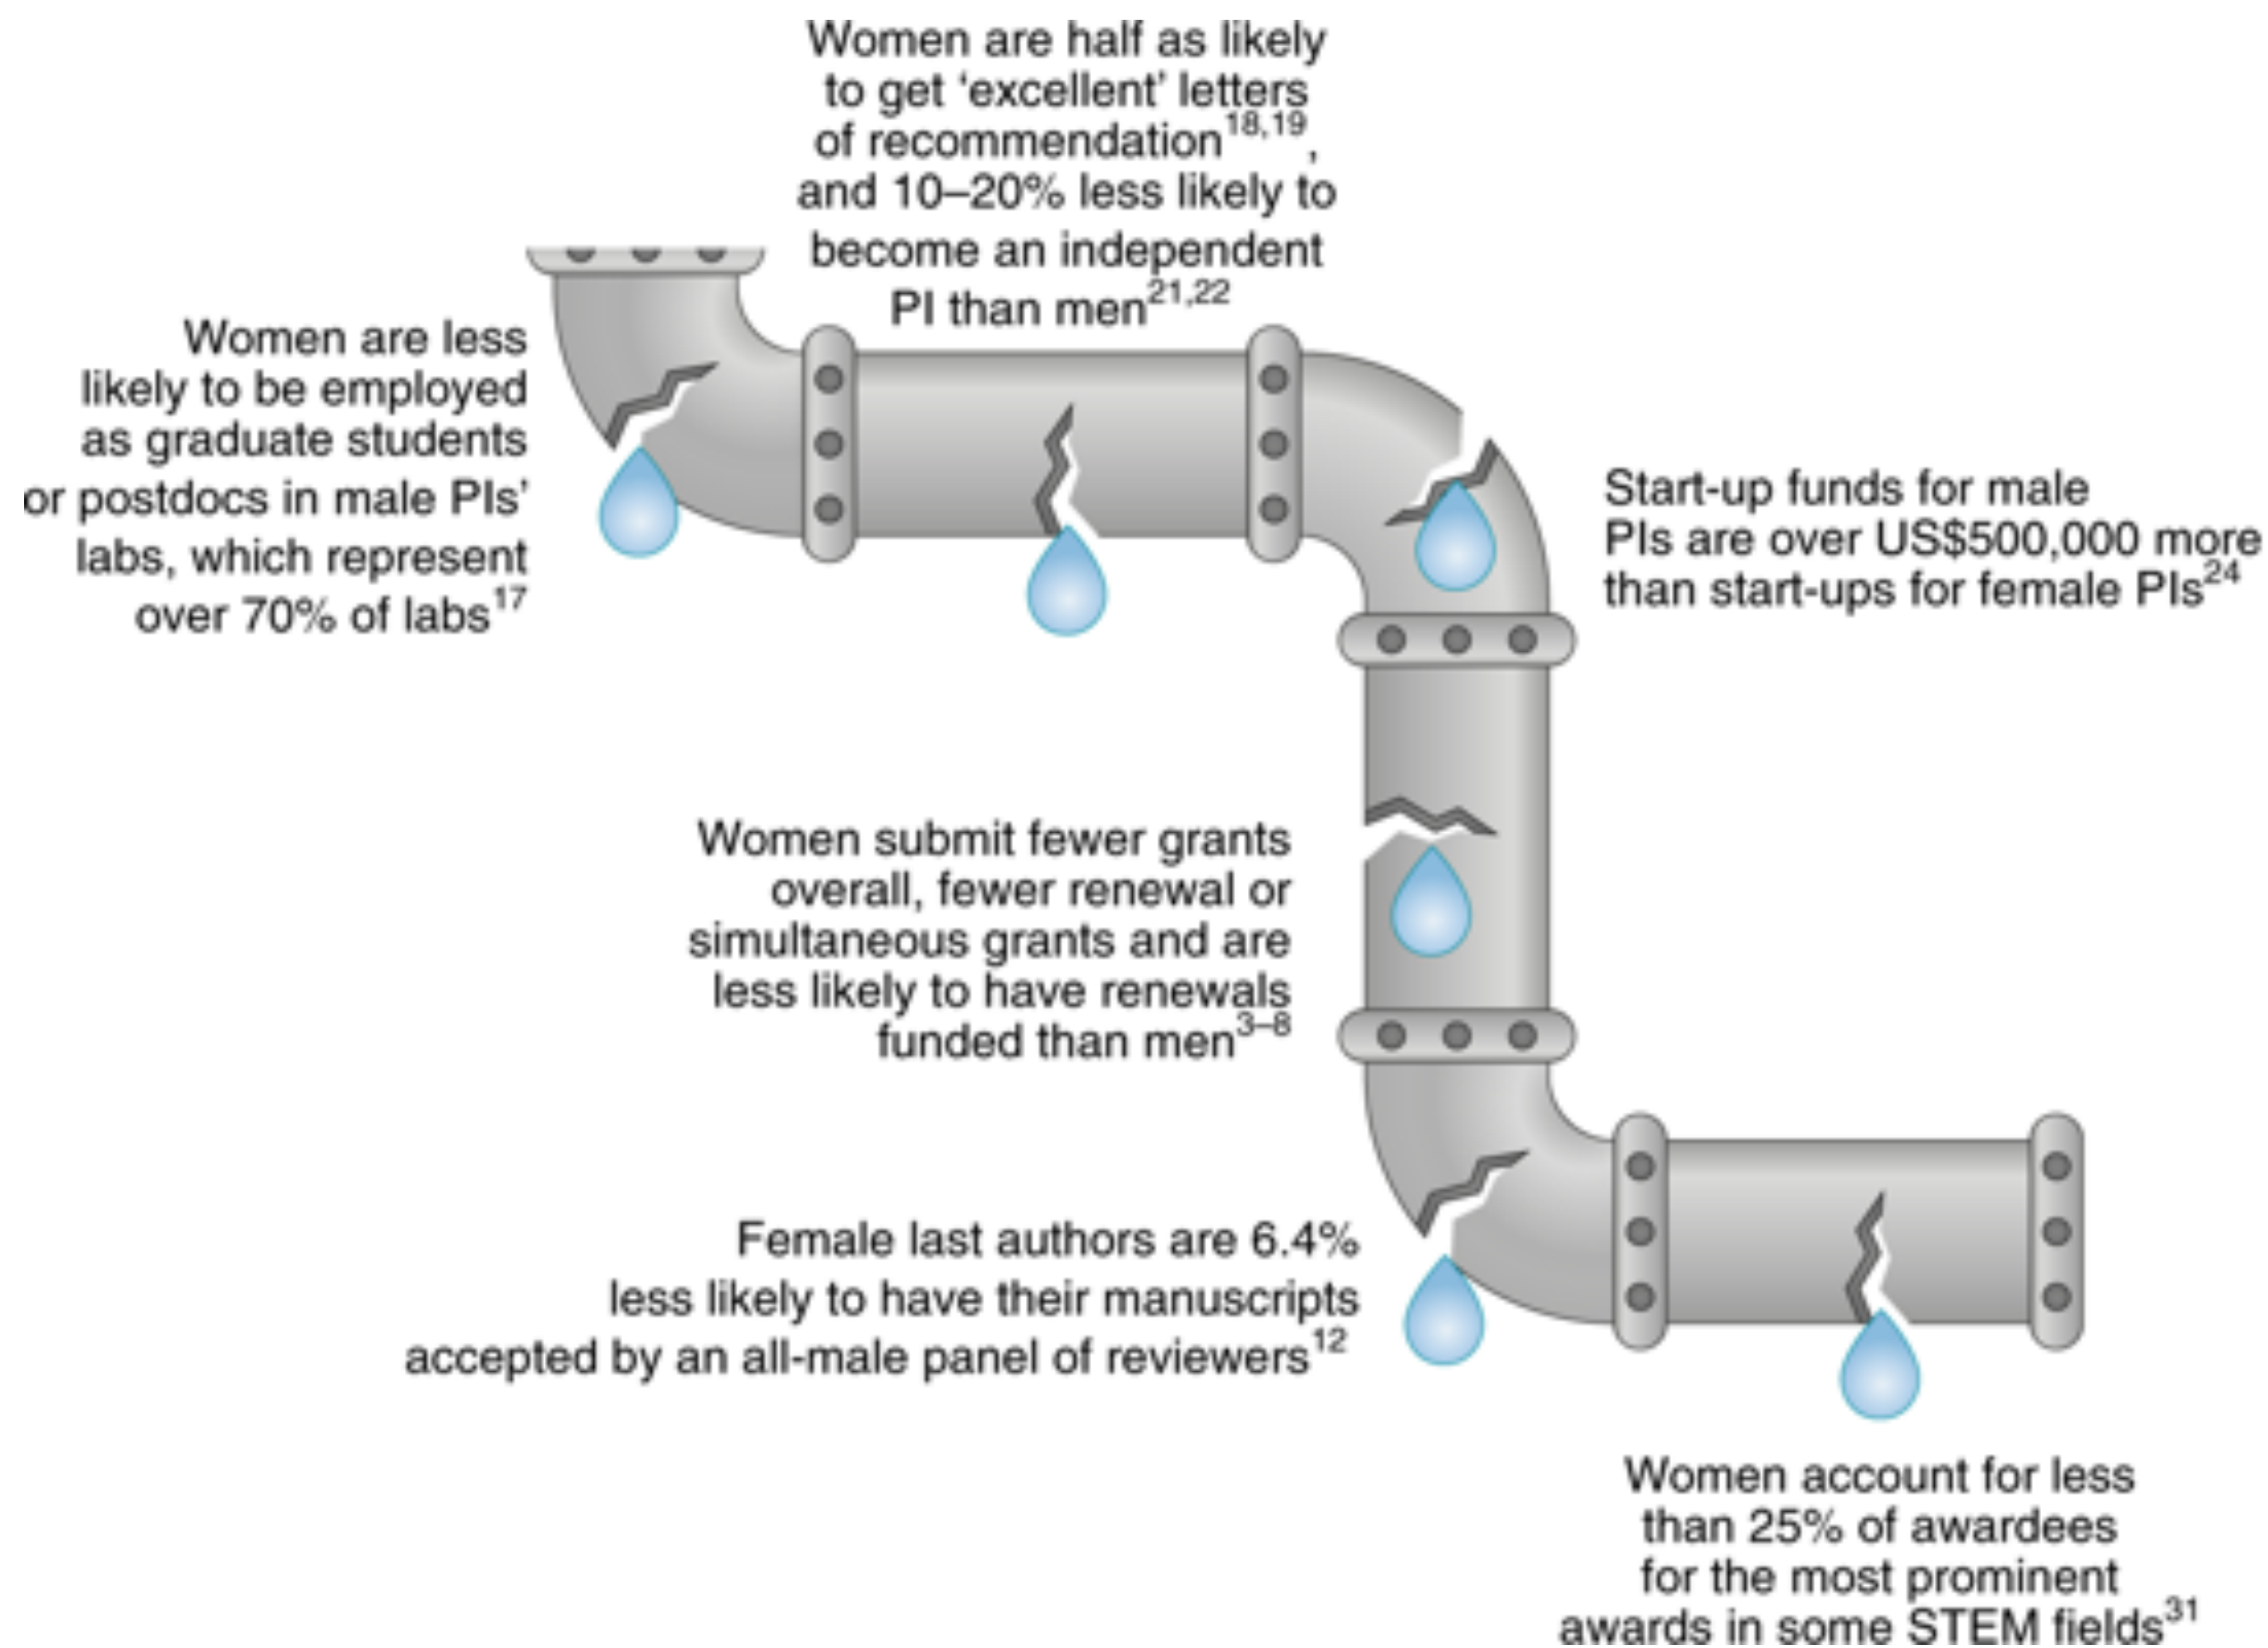 Women are half as likely
to get ‘excellent’ letters
of recommendation18,19,
and 10–20% less likely to
become an independent
PI than men21,22
Women are less
likely to be employed
as graduate students
or postdocs in male PIs’
labs, which represent
over 70% of labs17
Start-up funds for male
PIs are over US$500,000 more
than start-ups for female PIs24
Women submit fewer grants
overall, fewer renewal or
simultaneous grants and are
less likely to have renewals
funded than men3–8
Female last authors are 6.4%
less likely to have their manuscripts
accepted by an all-male panel of reviewers12
Women account for less
than 25% of awardees
for the most prominent
awards in some STEM fields31